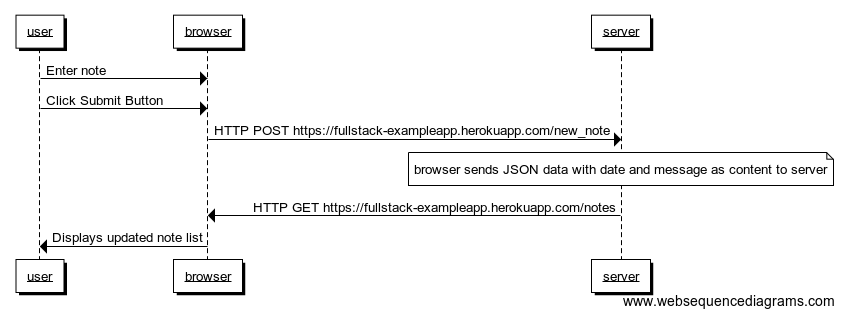 user browser server
Enter note
Click Submit Button
HTTP POST https://fullstack-exampleapp.herokuapp.com/new_note
browser sends JSON data with date and message as content to server
HTTP GET https://fullstack-exampleapp.herokuapp.com/notes
Displays updated note list
user browser server
www.websequencediagrams.com